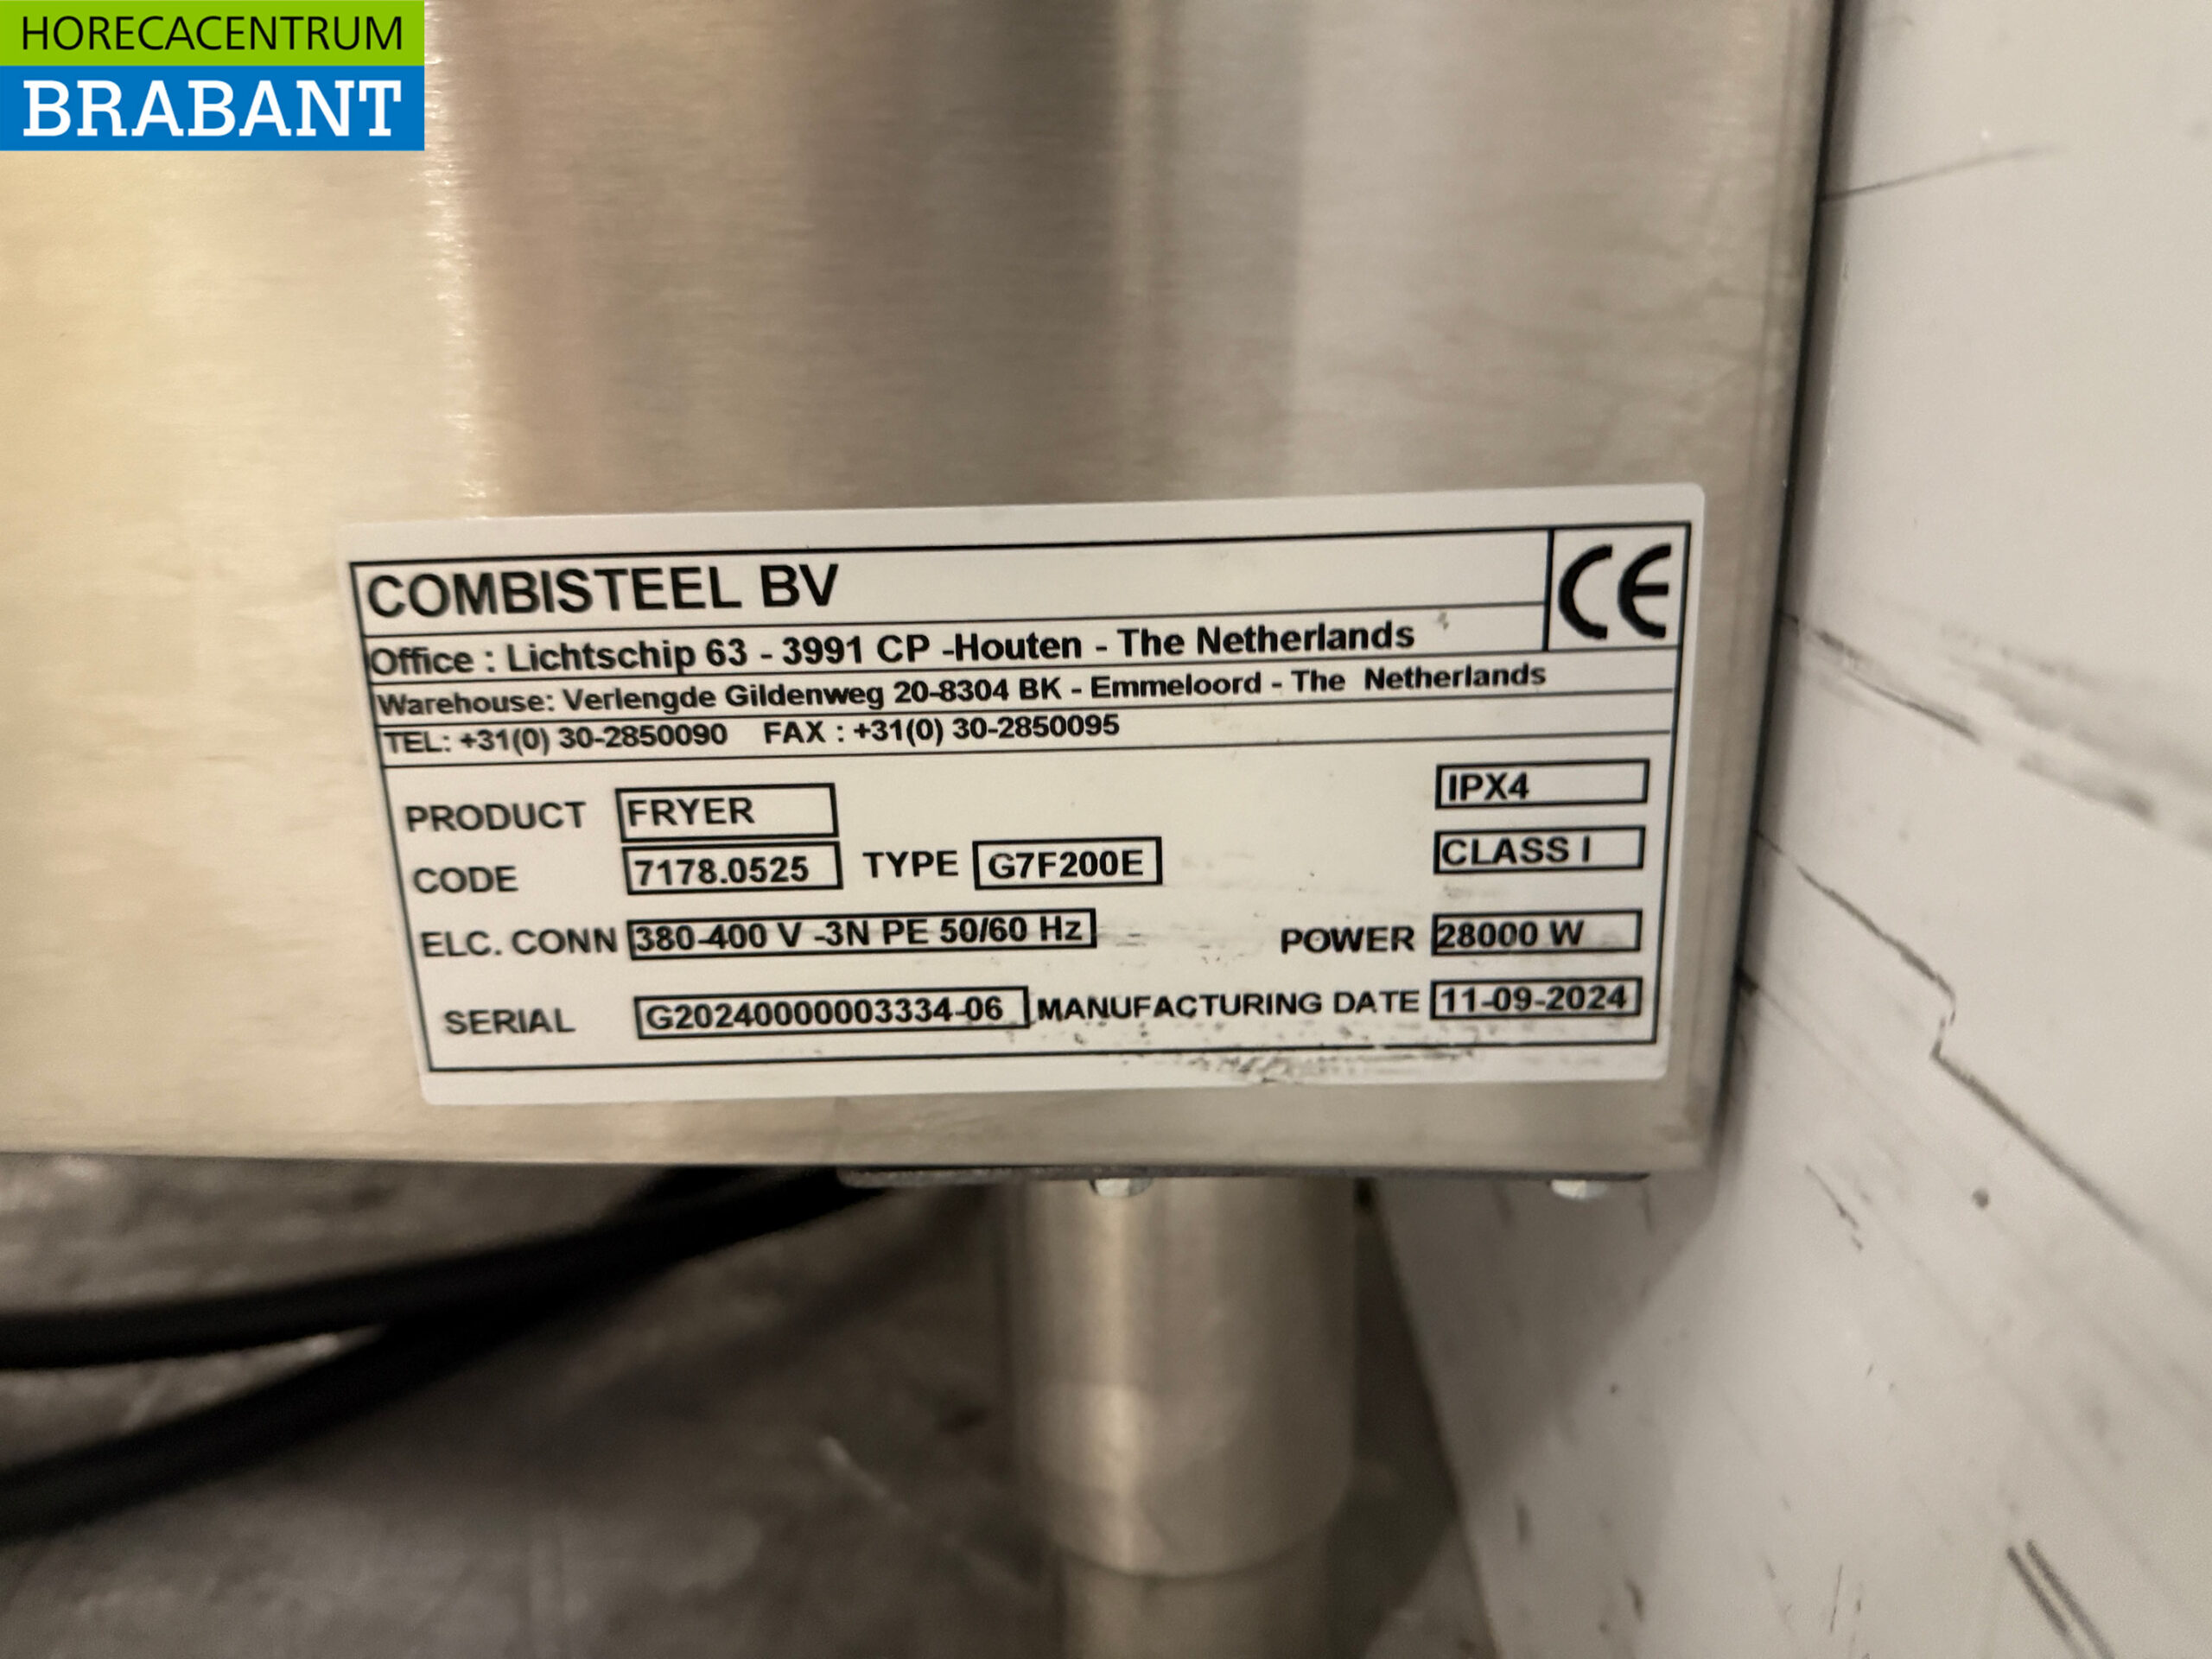 HORECACENTRUM
BRABANT
COMBISTEEL BV
CE
Office : Lichtschip 63 - 3991 CP -Houten - The Netherlands
Warehouse: Verlengde Gildenweg 20-8304 BK - Emmeloord - The Netherlands
TEL: +31(0) 30-2850090 FAX : +31(0) 30-2850095
PRODUCT FRYER IPX4
CODE 7178.0525 TYPE G7F200E CLASS I
ELC. CONN 380-400 V -3N PE 50/60 Hz POWER 28000 W
SERIAL G20240000003334-06 MANUFACTURING DATE 11-09-2024